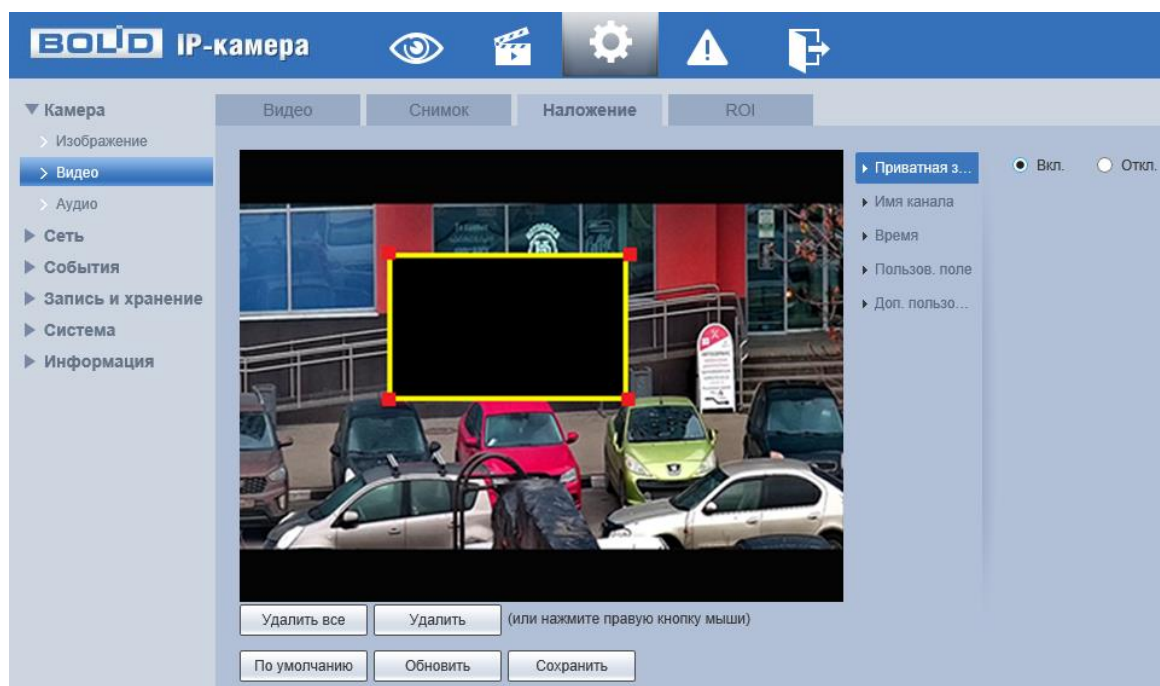 BOLID IP-камера
Камера
Изображение
Видео
Аудио
Сеть
События
Запись и хранение
Система
Информация
Видео
Снимок
Наложение
ROI
Приватная з...
Имя канала
Время
Пользов. поле
Доп. пользо...
Вкл.
Откл.
Удалить все
Удалить
(или нажмите правую кнопку мыши)
По умолчанию
Обновить
Сохранить